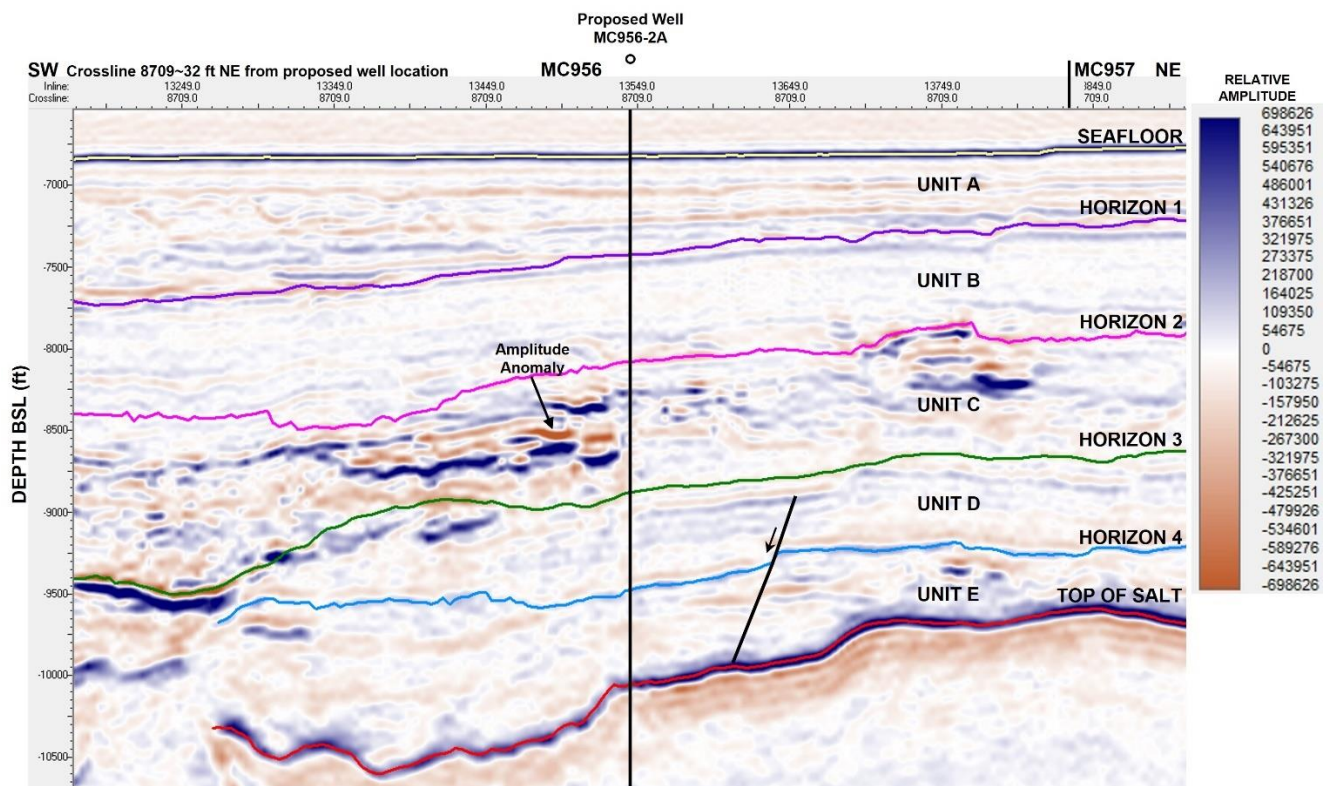 Proposed Well
MC956-2A
SW Crossline 8709~32 ft NE from proposed well location MC956 MC957 NE
Inline: 13249.0 13349.0 13449.0 13549.0 13649.0 13749.0 849.0
Crossline: 8709.0 8709.0 8709.0 8709.0 8709.0 8709.0 709.0
RELATIVE
AMPLITUDE
698626
643951
595351
540676
486001
431326
376651
321975
267300
218700
164025
109350
54675
0
-54675
-103275
-157950
-212625
-267300
-321975
-376651
-425251
-479926
-534601
-589276
-643951
-698626
DEPTH BSL (ft)
-7000
-7500
-8000
-8500
-9000
-9500
-10000
-10500
SEAFLOOR
UNIT A
HORIZON 1
UNIT B
HORIZON 2
Amplitude
Anomaly
UNIT C
HORIZON 3
UNIT D
HORIZON 4
UNIT E
TOP OF SALT